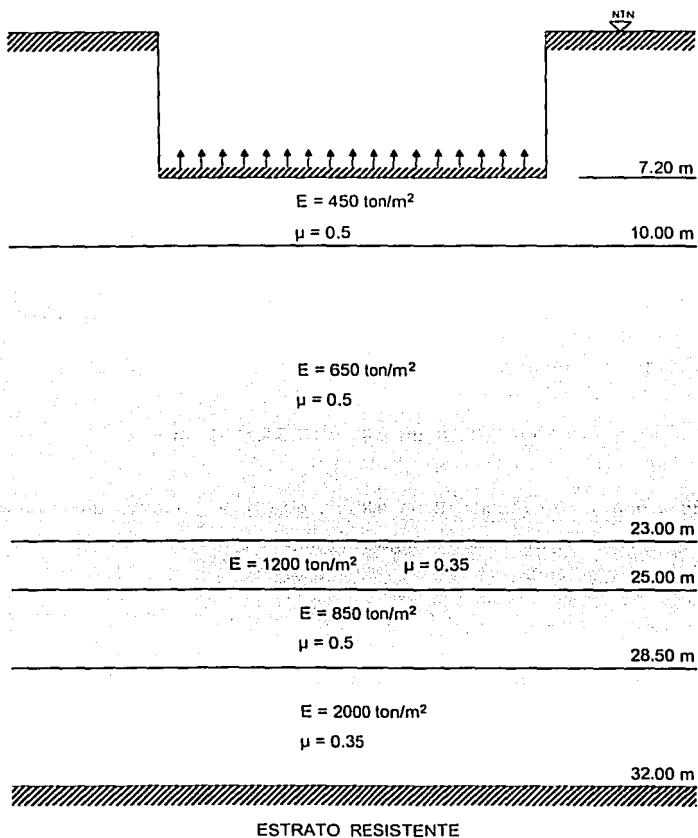 NTN
7.20 m
E = 450 ton/m²
μ = 0.5
10.00 m
E = 650 ton/m²
μ = 0.5
23.00 m
E = 1200 ton/m² μ = 0.35
25.00 m
E = 850 ton/m²
μ = 0.5
28.50 m
E = 2000 ton/m²
μ = 0.35
32.00 m
ESTRATO RESISTENTE